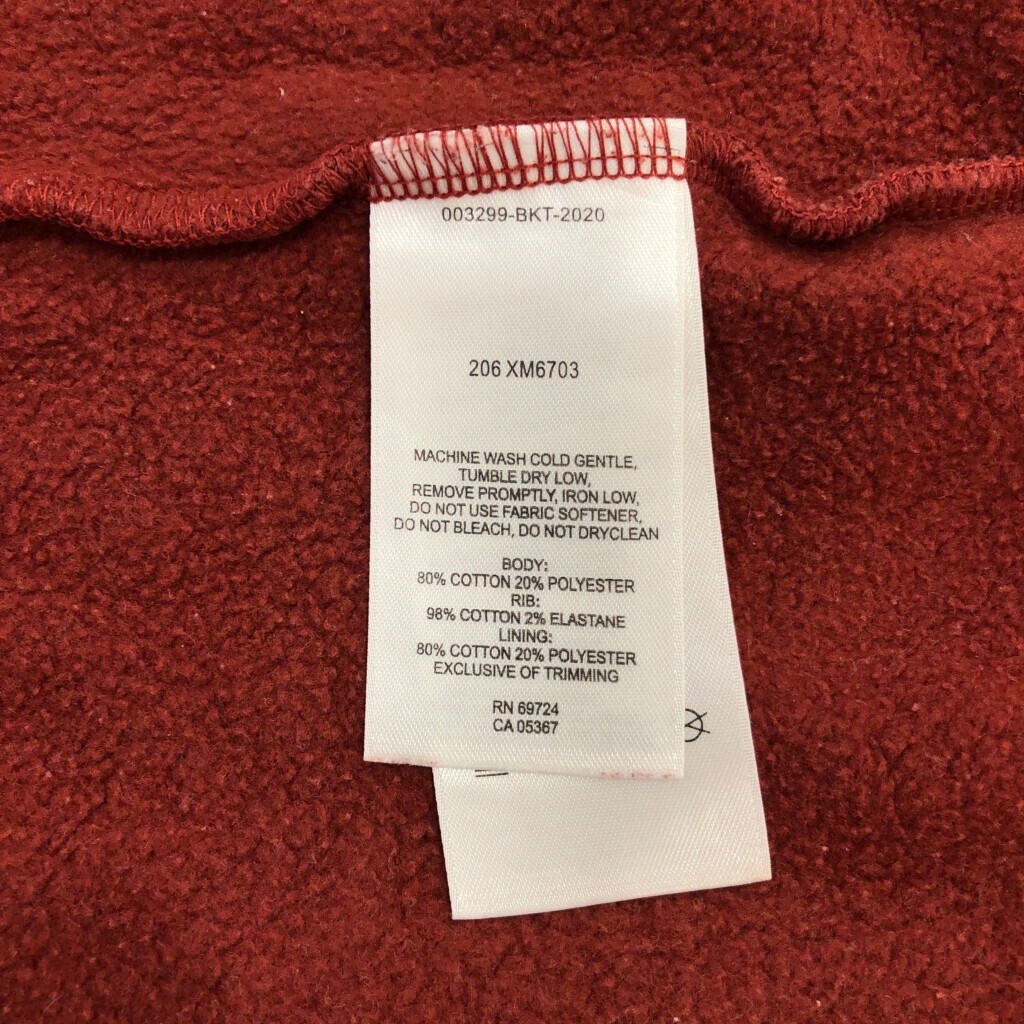 003299-BKT-2020
206 XM6703
MACHINE WASH COLD GENTLE,
TUMBLE DRY LOW,
REMOVE PROMPTLY, IRON LOW,
DO NOT USE FABRIC SOFTENER,
DO NOT BLEACH, DO NOT DRYCLEAN
BODY:
80% COTTON 20% POLYESTER
RIB:
98% COTTON 2% ELASTANE
LINING:
80% COTTON 20% POLYESTER
EXCLUSIVE OF TRIMMING
RN 69724
CA 05367